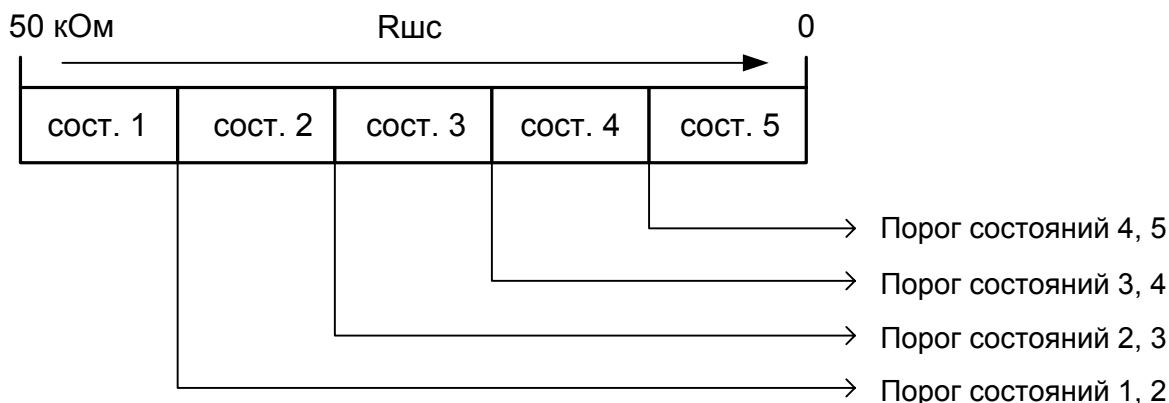 50 кОм Rшс 0
сост. 1 сост. 2 сост. 3 сост. 4 сост. 5
Порог состояний 4, 5
Порог состояний 3, 4
Порог состояний 2, 3
Порог состояний 1, 2